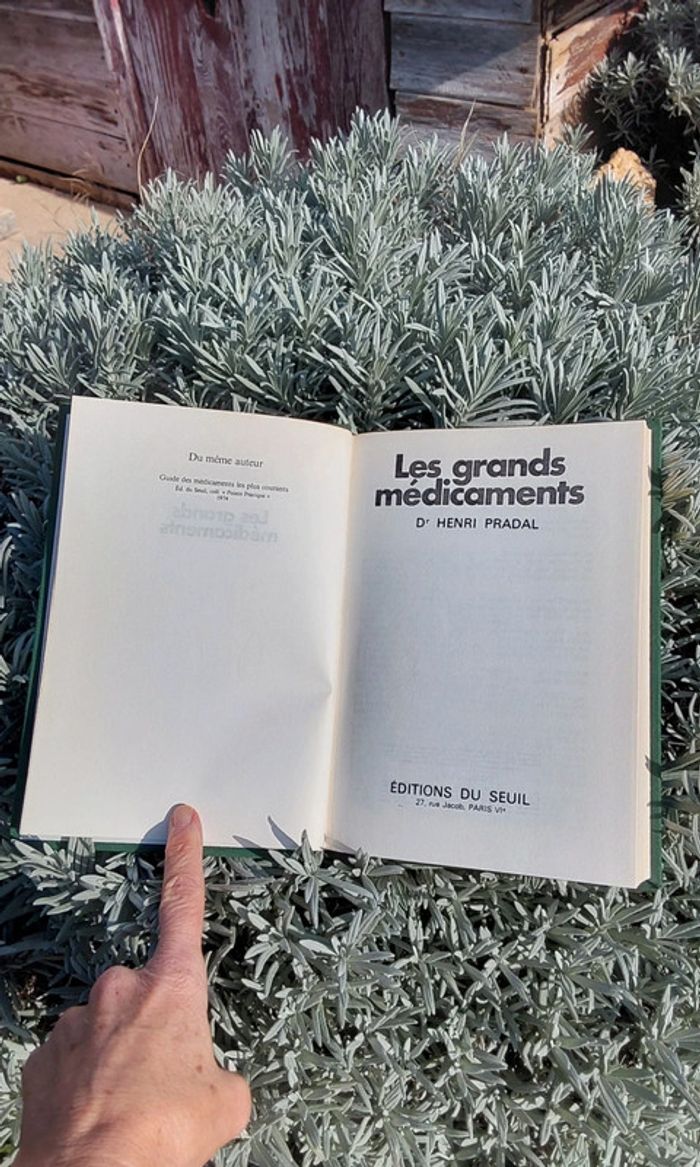 Du même auteur
Guide des médicaments les plus courants
Éd. du Seuil, coll. « Points Pratique »
1974
Les grands
médicaments
Dr HENRI PRADAL
ÉDITIONS DU SEUIL
27, rue Jacob, PARIS VIe